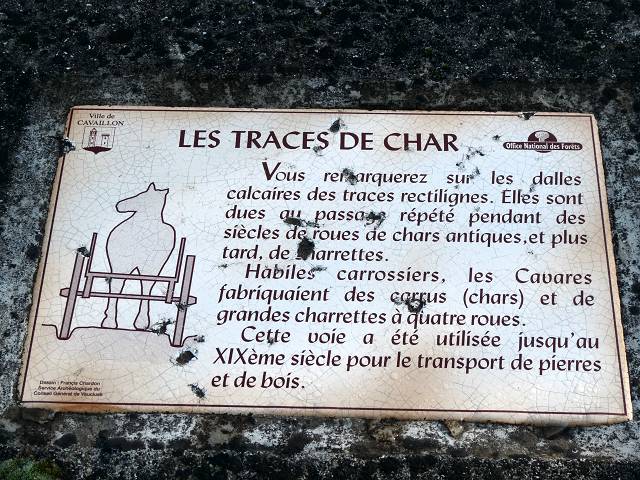 Ville de
CAVAILLON
LES TRACES DE CHAR
Office National des Forêts
Vous remarquerez sur les dalles
calcaires des traces rectilignes. Elles sont
dues au passage répété pendant des
siècles de roues de chars antiques,et plus
tard, de charrettes.
Habiles carrossiers, les Cavares
fabriquaient des carrus (chars) et de
grandes charrettes à quatre roues.
Cette voie a été utilisée jusqu'au
XIXème siècle pour le transport de pierres
et de bois.
Dessin : Francis Chardon
Service Archéologique du
Conseil Général de Vaucluse